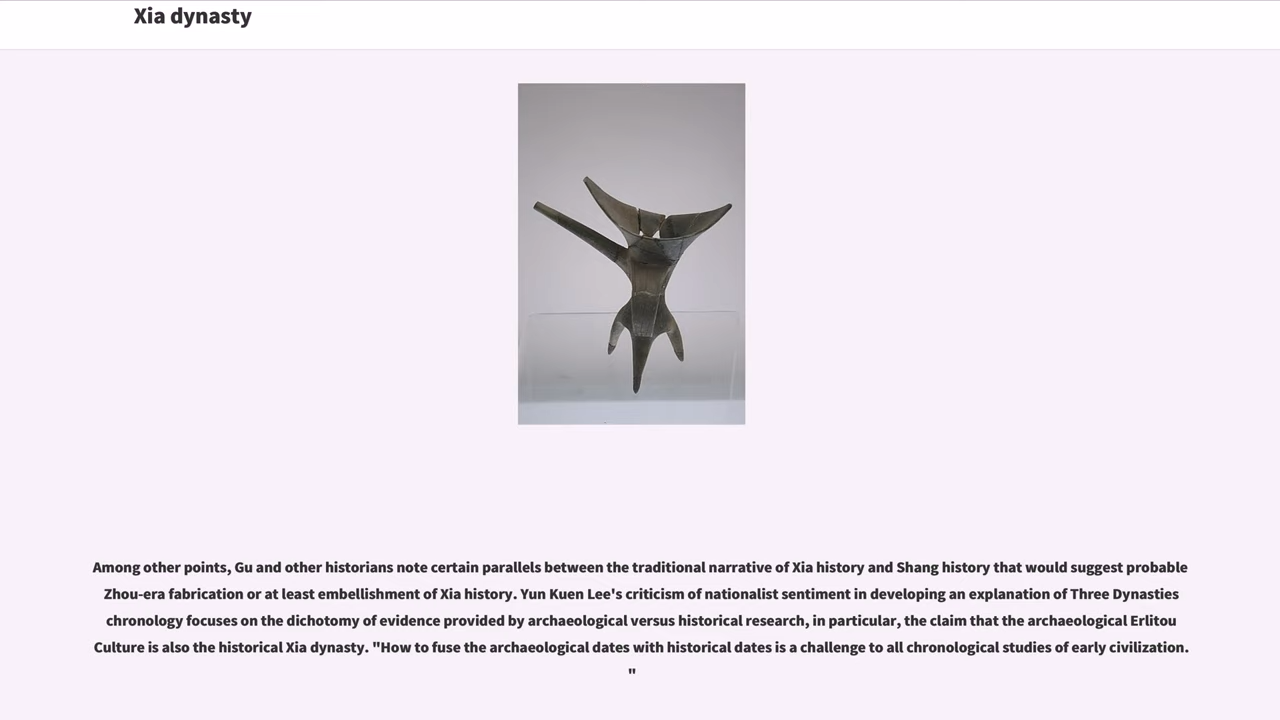 Xia dynasty
Among other points, Gu and other historians note certain parallels between the traditional narrative of Xia history and Shang history that would suggest probable
Zhou-era fabrication or at least embellishment of Xia history. Yun Kuen Lee's criticism of nationalist sentiment in developing an explanation of Three Dynasties
chronology focuses on the dichotomy of evidence provided by archaeological versus historical research, in particular, the claim that the archaeological Erlitou
Culture is also the historical Xia dynasty. "How to fuse the archaeological dates with historical dates is a challenge to all chronological studies of early civilization.
"